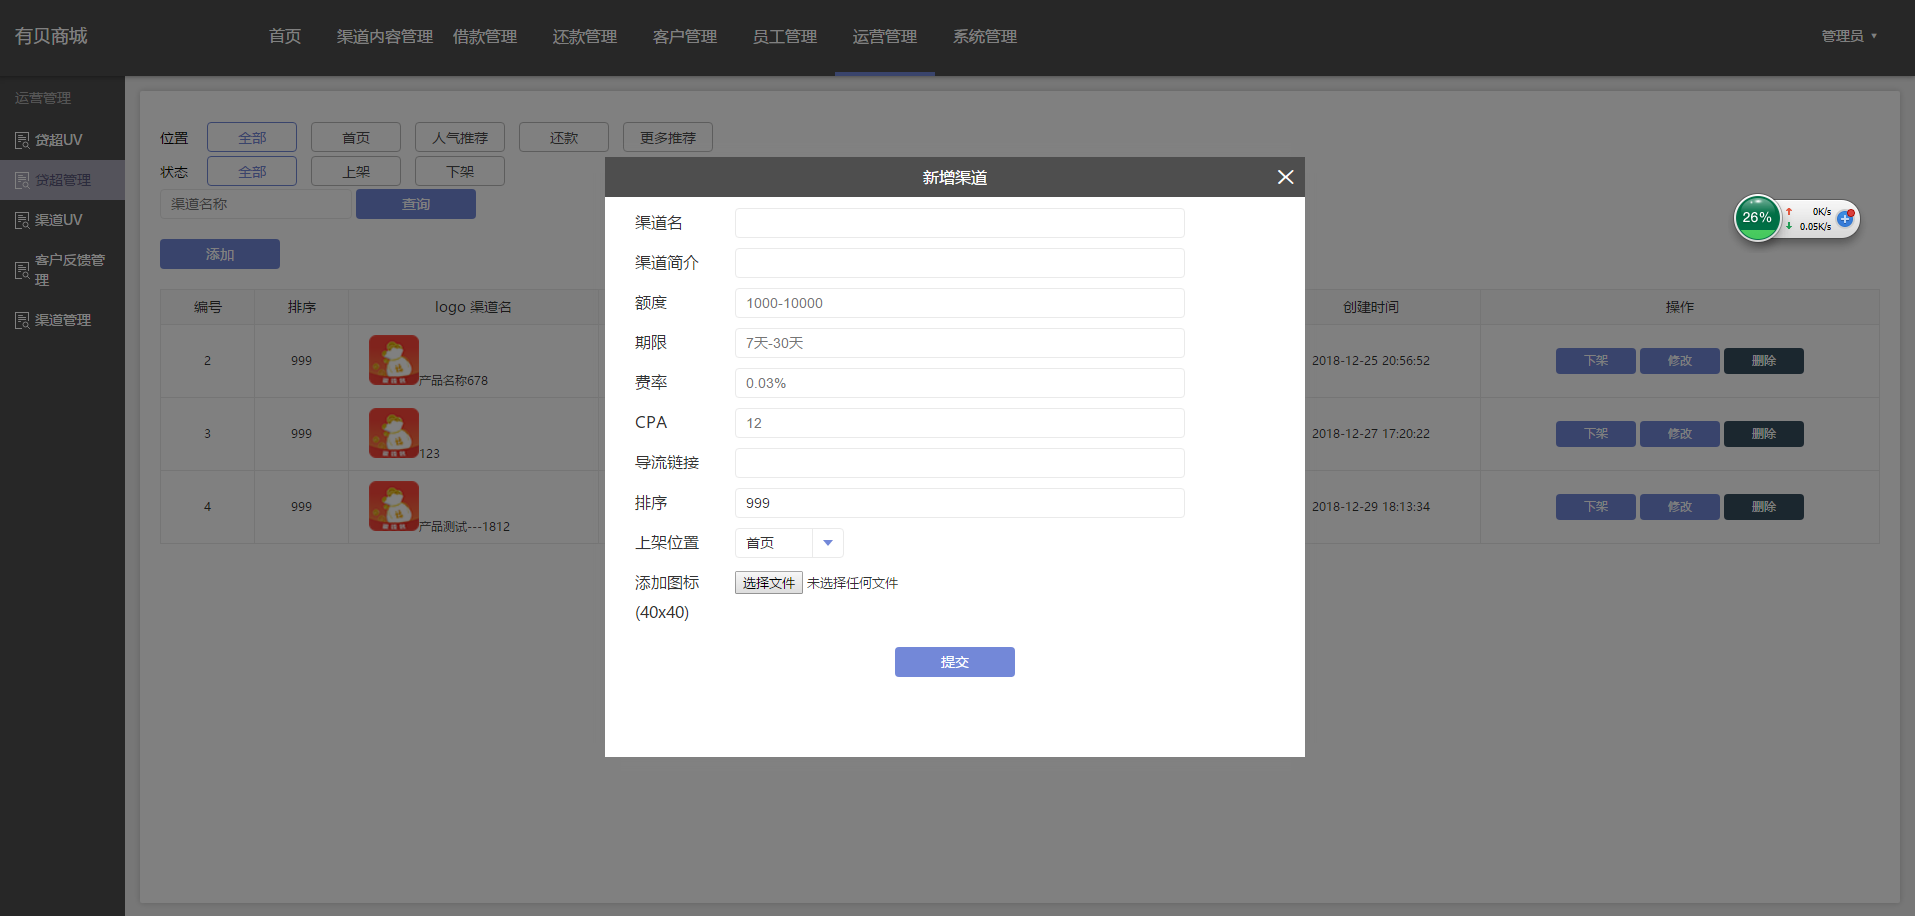 有贝商城
首页 渠道内容管理 借款管理 还款管理 客户管理 员工管理 运营管理 系统管理
管理员
运营管理
贷超UV
贷超管理
渠道UV
客户反馈管
理
渠道管理
位置 全部 首页 人气推荐 还款 更多推荐
状态 全部 上架 下架
渠道名称 查询
添加
编号 排序 logo 渠道名 创建时间 操作
2 999 产品名称678 2018-12-25 20:56:52 下架 修改 删除
3 999 123 2018-12-27 17:20:22 下架 修改 删除
4 999 产品测试---1812 2018-12-29 18:13:34 下架 修改 删除
新增渠道
渠道名
渠道简介
额度 1000-10000
期限 7天-30天
费率 0.03%
CPA 12
导流链接
排序 999
上架位置 首页
添加图标 选择文件 未选择任何文件
(40x40)
提交
26% 0K/s
0.05K/s